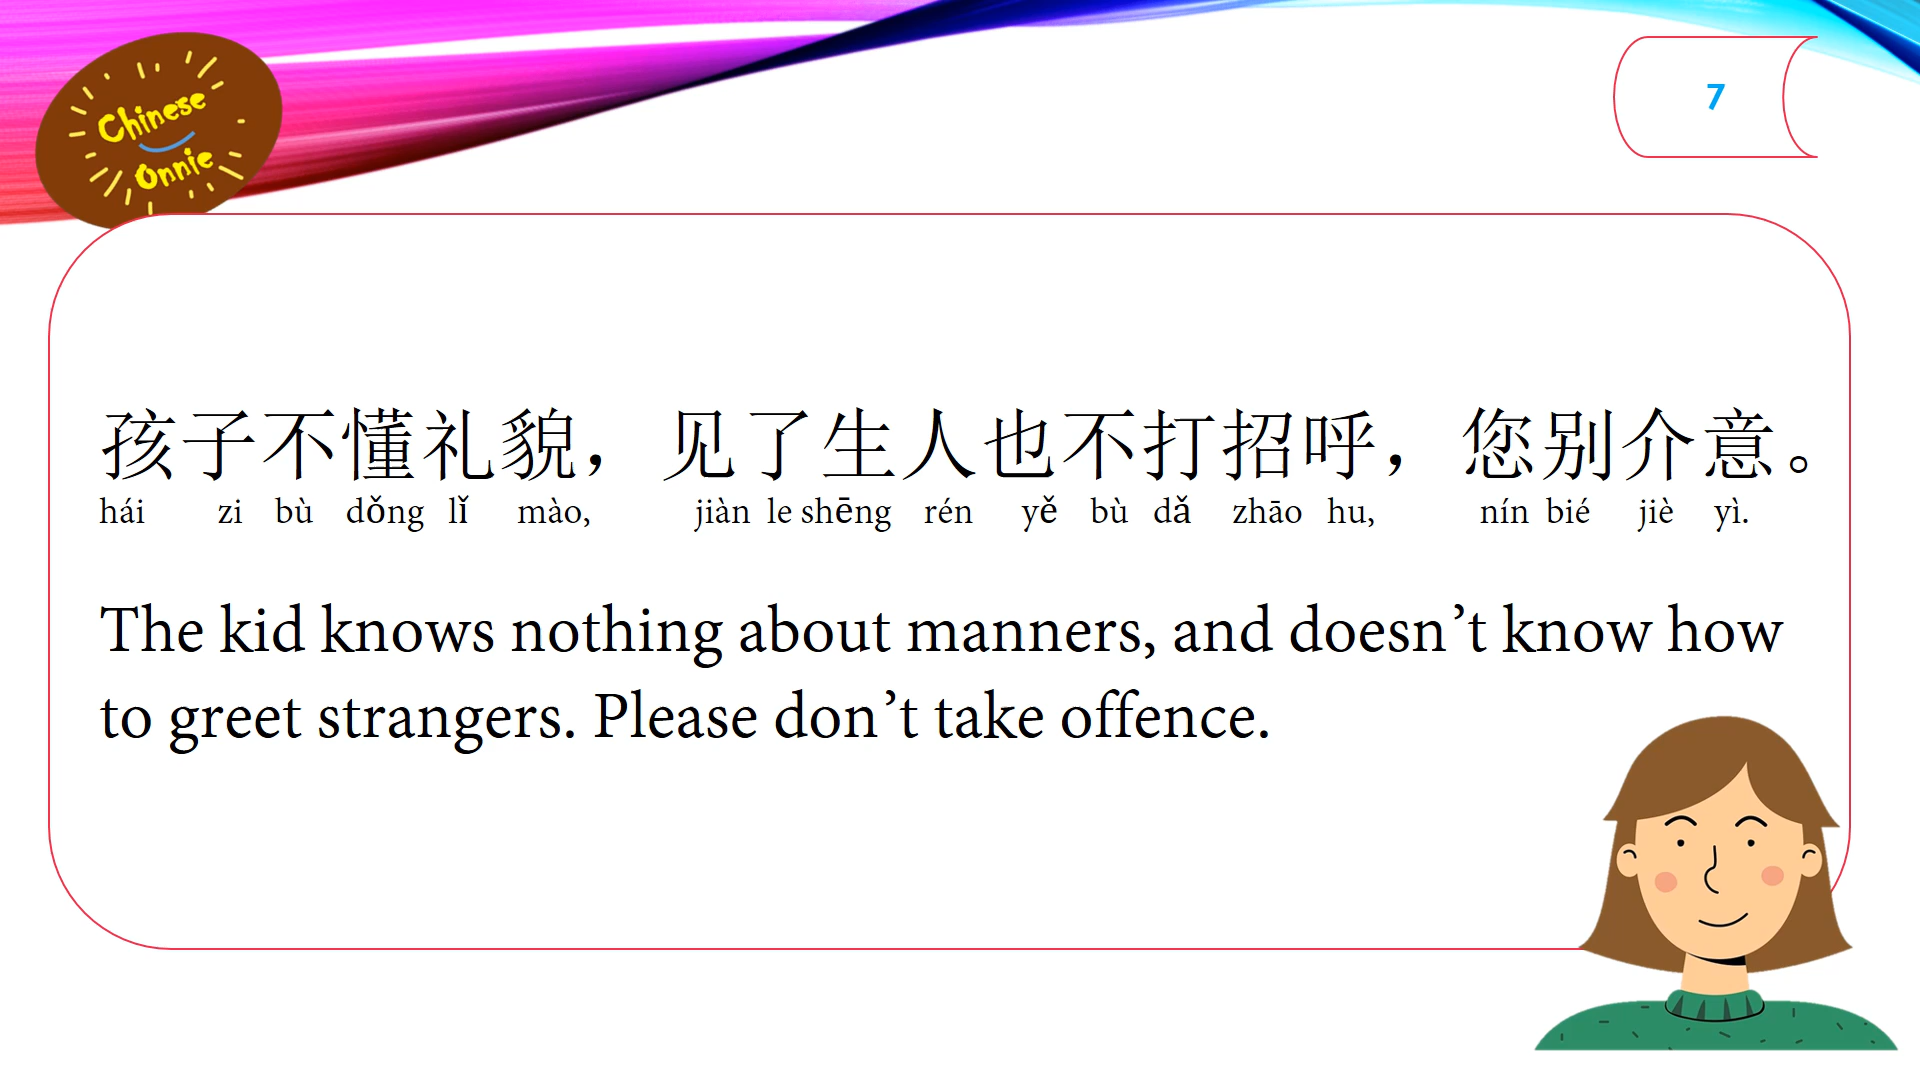 Chinese
Onnie
7
孩子不懂礼貌，见了生人也不打招呼，您别介意。
hái zi bù dǒng lǐ mào, jiàn le shēng rén yě bù dǎ zhāo hu, nín bié jiè yì.
The kid knows nothing about manners, and doesn’t know how
to greet strangers. Please don’t take offence.